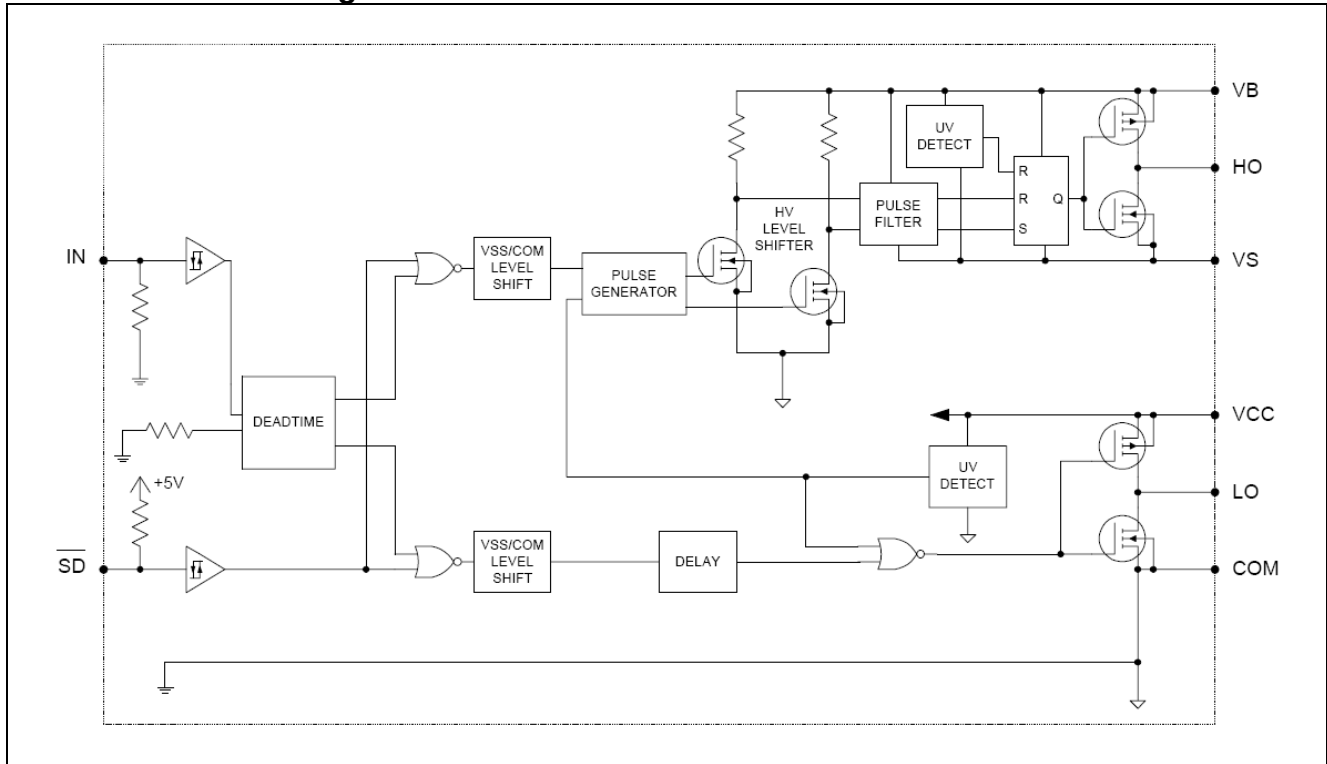 VB
UV
DETECT
HO
R
R Q
S
PULSE
FILTER
HV
LEVEL
SHIFTER
VS
IN
VSS/COM
LEVEL
SHIFT
PULSE
GENERATOR
DEADTIME
VCC
UV
DETECT
+5V
LO
SD
VSS/COM
LEVEL
SHIFT
DELAY
COM